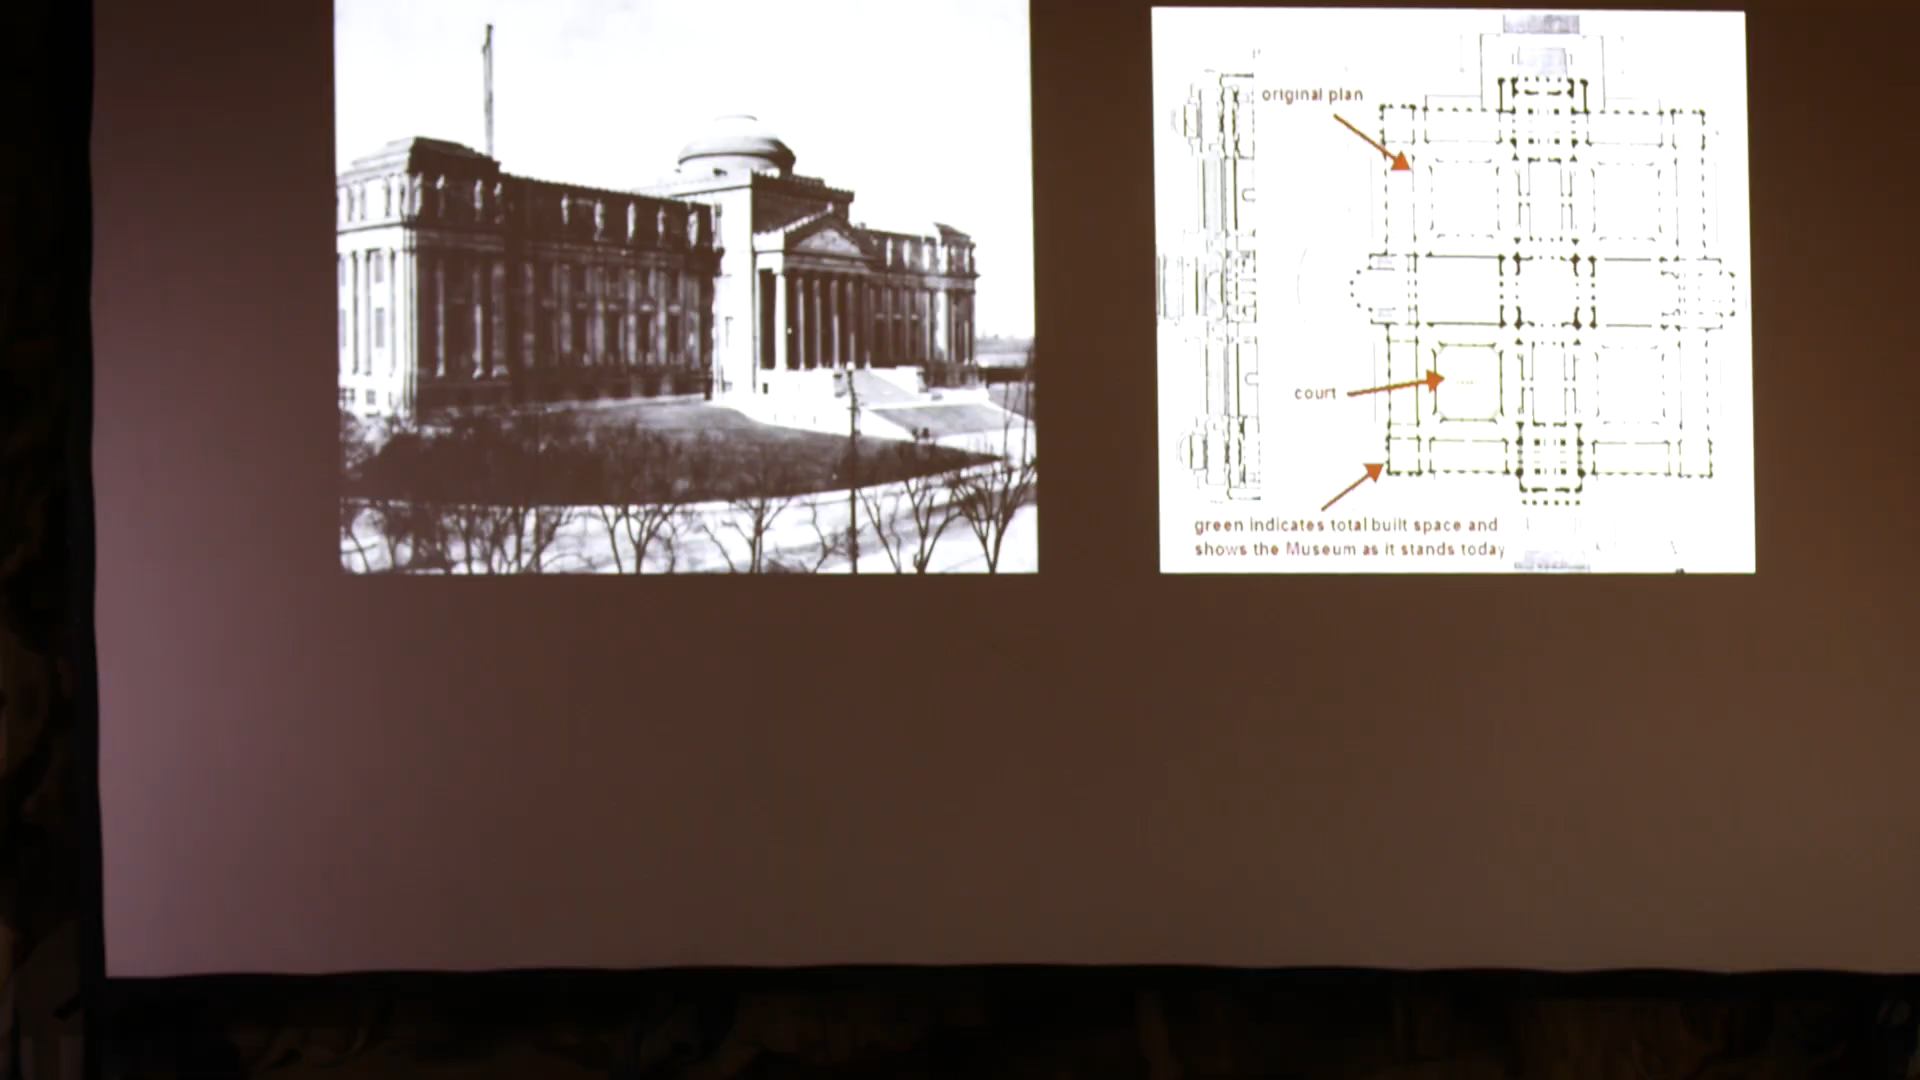 original plan
court
green indicates total built space and
shows the Museum as it stands today